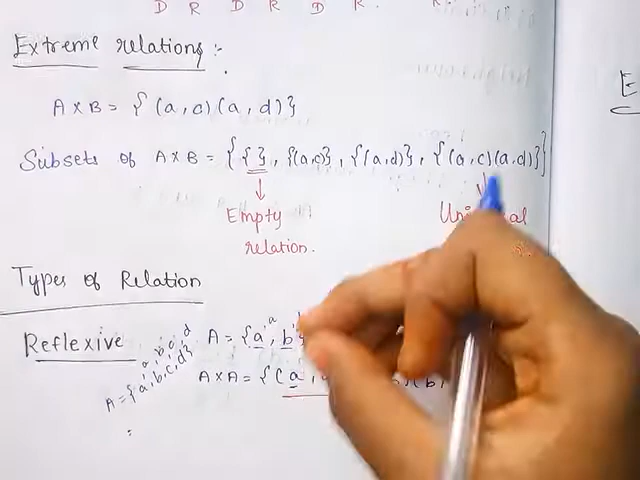 D R D R D R.
Extreme relations :-
A × B = { (a, c) (a, d) }
Subsets of A × B = { { }, {(a,c)}, {(a,d)}, { (a, c) (a, d) } }
Empty
relation.
Types of Relation
Reflexive
A = { a, b
A = { a, b, c, d }
a b c d
A × A = { ( a ,